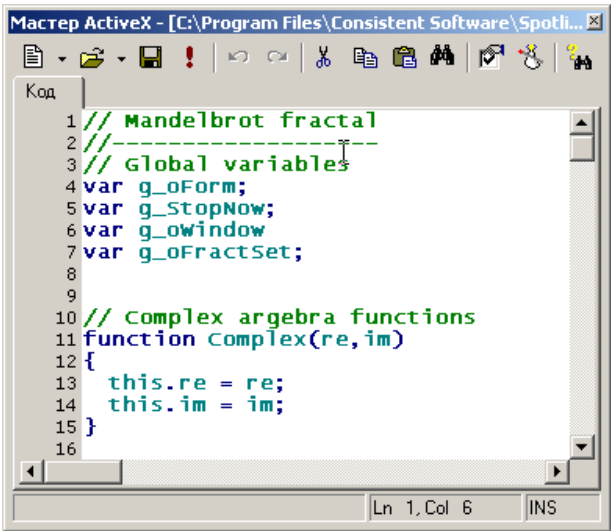 Мастер ActiveX - [C:\Program Files\Consistent Software\Spotli...
Код
1 // Mandelbrot fractal
2 //-------------------
3 // Global variables
4 var g_oForm;
5 var g_StopNow;
6 var g_oWindow
7 var g_oFractSet;
8
9
10 // Complex argebra functions
11 function Complex(re,im)
12 {
13 this.re = re;
14 this.im = im;
15 }
16
Ln 1,Col 6 INS